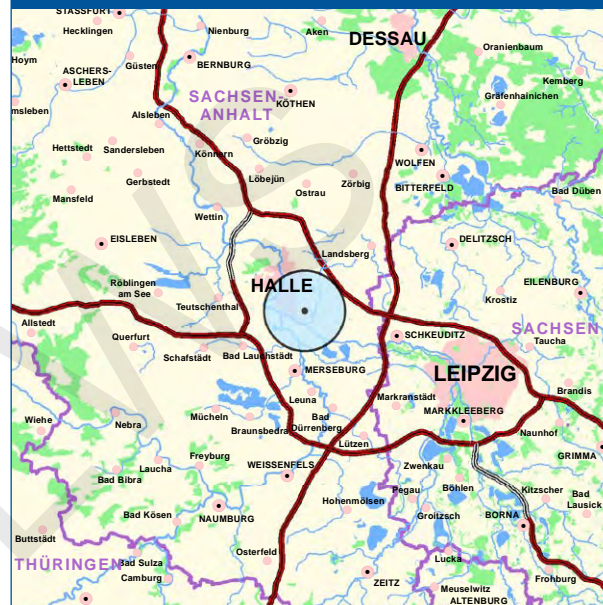 STASSFURT
Hecklingen
Nienburg
Aken
DESSAU
Oranienbaum
Hoym
Güsten
BERNBURG
ASCHERS-
LEBEN
Kemberg
SACHSEN-
ANHALT
KÖTHEN
Gräfenhainichen
msleben
Alsleben
Hettstedt
Sandersleben
Könnern
Gröbzig
WOLFEN
Gerbstedt
Löbejün
Ostrau
Zörbig
BITTERFELD
Mansfeld
Bad Düben
Wettin
EISLEBEN
Landsberg
DELITZSCH
Röblingen
am See
Teutschenthal
HALLE
EILENBURG
Krostiz
Allstedt
Querfurt
Schafstädt
Bad Lauchstädt
SCHKEUDITZ
SACHSEN
Taucha
MERSEBURG
LEIPZIG
Leuna
Markranstädt
Brandis
Wiehe
Nebra
Mücheln
Braunsbedra
Bad
Dürrenberg
Lützen
MARKKLEEBERG
Naunhof
GRIMMA
Laucha
Freyburg
WEISSENFELS
Zwenkau
Bad Bibra
Pegau
Böhlen
Kitzscher
Bad
Lausick
Hohenmölsen
Bad Kösen
NAUMBURG
Groitzsch
BORNA
Buttstädt
THÜRINGEN
Bad Sulza
Camburg
Osterfeld
ZEITZ
Lucka
Frohburg
Meuselwitz
ALTENBURG